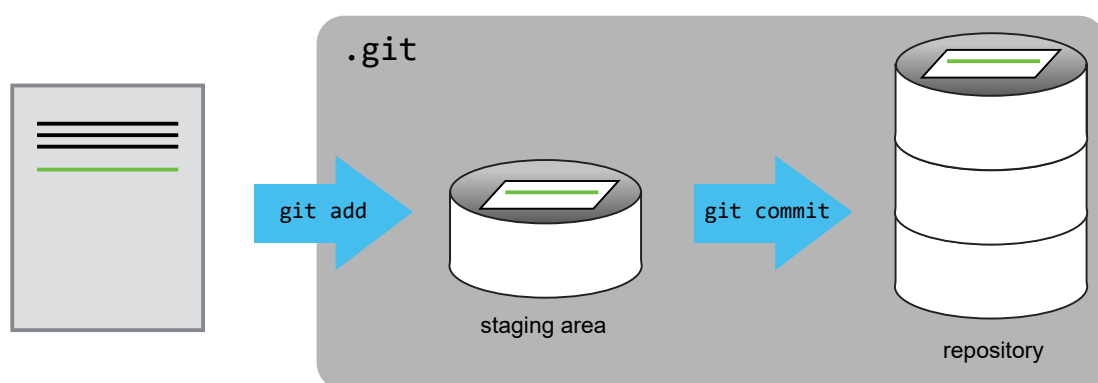 .git
git add
git commit
staging area
repository